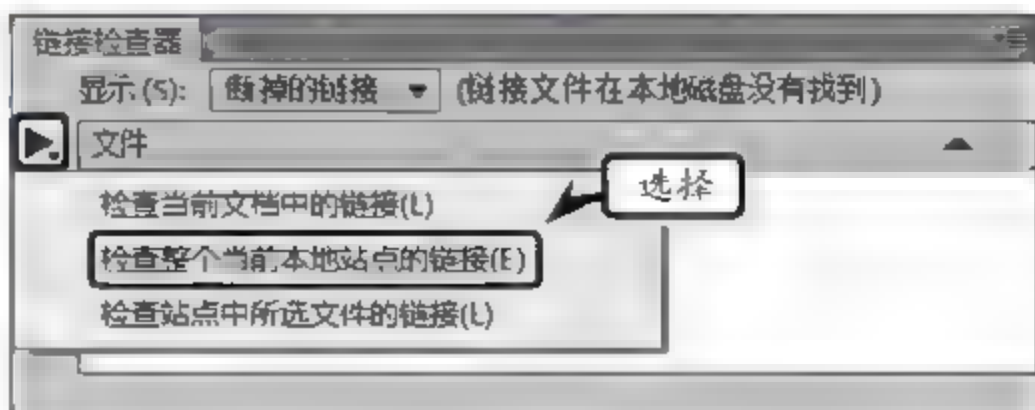 链接检查器
显示(S): 断掉的链接 (链接文件在本地磁盘没有找到)
文件
选择
检查当前文档中的链接(L)
检查整个当前本地站点的链接(E)
检查站点中所选文件的链接(L)